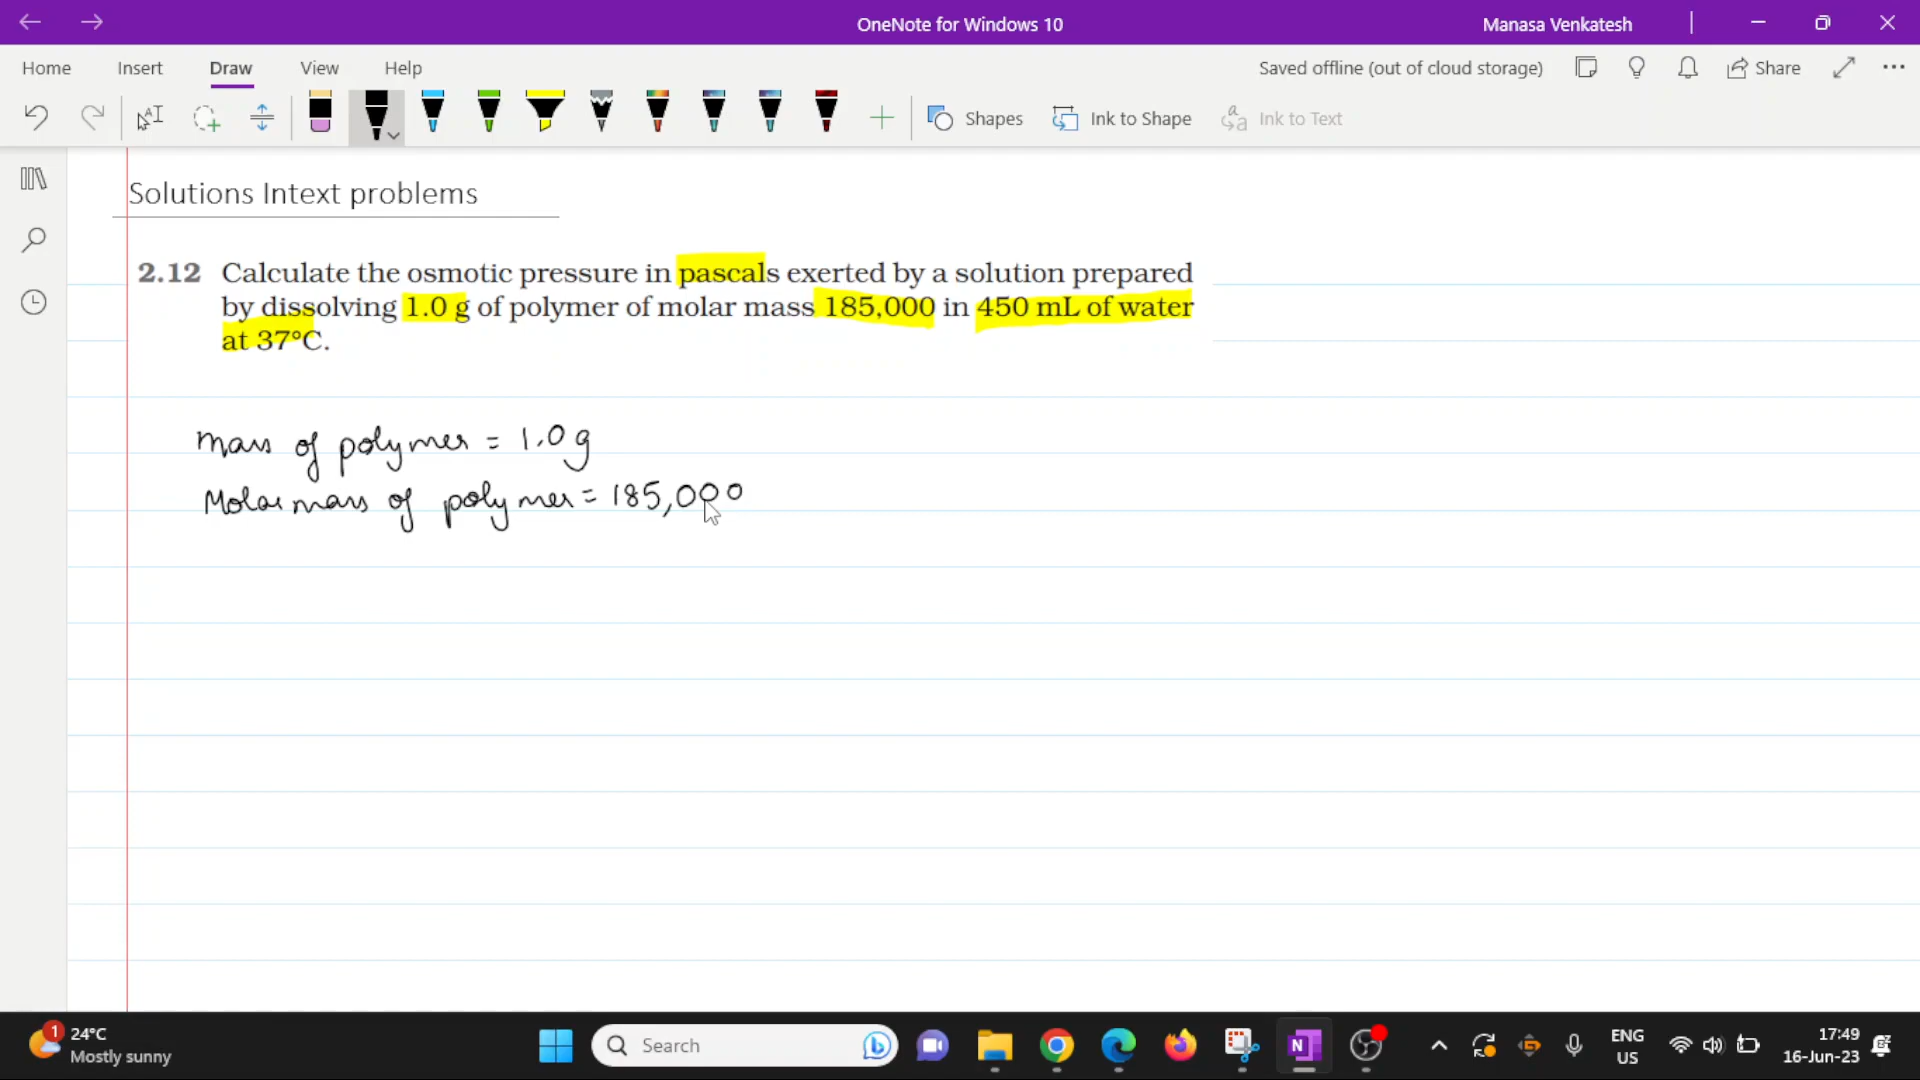 OneNote for Windows 10
Manasa Venkatesh
Home Insert Draw View Help
Saved offline (out of cloud storage)
Share
Shapes
Ink to Shape
Ink to Text
Solutions Intext problems
2.12 Calculate the osmotic pressure in pascals exerted by a solution prepared
by dissolving 1.0 g of polymer of molar mass 185,000 in 450 mL of water
at 37°C.
Mass of polymer = 1.0 g
Molar mass of polymer = 185,000
1
24°C
Mostly sunny
Search
ENG
US
17:49
16-Jun-23